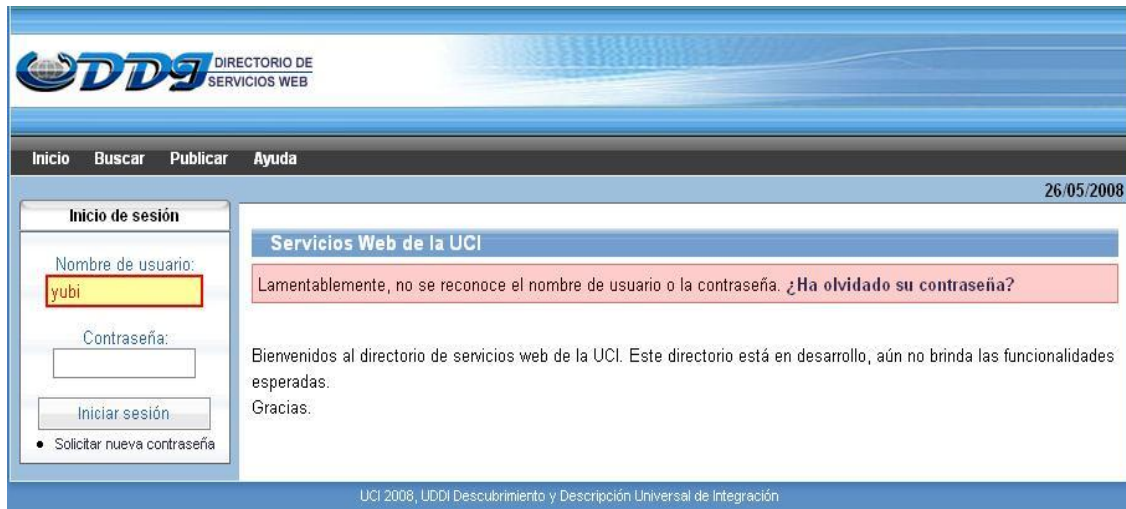 UDDI DIRECTORIO DE
SERVICIOS WEB
Inicio Buscar Publicar Ayuda
26/05/2008
Inicio de sesión
Nombre de usuario:
yubi
Contraseña:
Iniciar sesión
Solicitar nueva contraseña
Servicios Web de la UCI
Lamentablemente, no se reconoce el nombre de usuario o la contraseña. ¿Ha olvidado su contraseña?
Bienvenidos al directorio de servicios web de la UCI. Este directorio está en desarrollo, aún no brinda las funcionalidades
esperadas.
Gracias.
UCI 2008, UDDI Descubrimiento y Descripción Universal de Integración